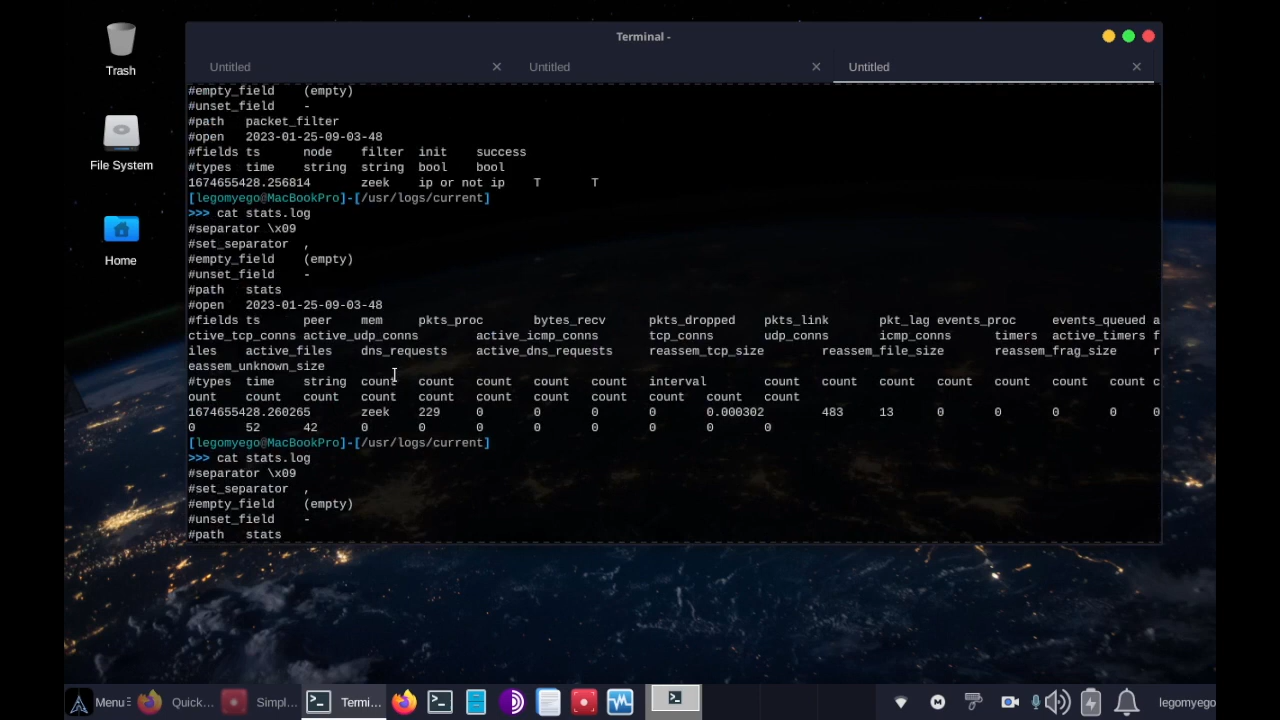 Terminal -
Untitled
Untitled
Untitled
Trash
File System
Home
#empty_field (empty)
#unset_field -
#path packet_filter
#open 2023-01-25-09-03-48
#fields ts node filter init success
#types time string string bool bool
1674655428.256814 zeek ip or not ip T T
[legomyego@MacBookPro]-[/usr/logs/current]
>>> cat stats.log
#separator \x09
#set_separator ,
#empty_field (empty)
#unset_field -
#path stats
#open 2023-01-25-09-03-48
#fields ts peer mem pkts_proc bytes_recv pkts_dropped pkts_link pkt_lag events_proc events_queued a
ctive_tcp_conns active_udp_conns active_icmp_conns tcp_conns udp_conns icmp_conns timers active_timers f
iles active_files dns_requests active_dns_requests reassem_tcp_size reassem_file_size reassem_frag_size r
eassem_unknown_size
#types time string count count count count count interval count count count count count count count c
ount count count count count count count count count count count
1674655428.260265 zeek 229 0 0 0 0 0.000302 483 13 0 0 0 0 0
0 52 42 0 0 0 0 0 0 0 0
[legomyego@MacBookPro]-[/usr/logs/current]
>>> cat stats.log
#separator \x09
#set_separator ,
#empty_field (empty)
#unset_field -
#path stats
Menu
Quick...
Simpl...
Termi...
legomyego